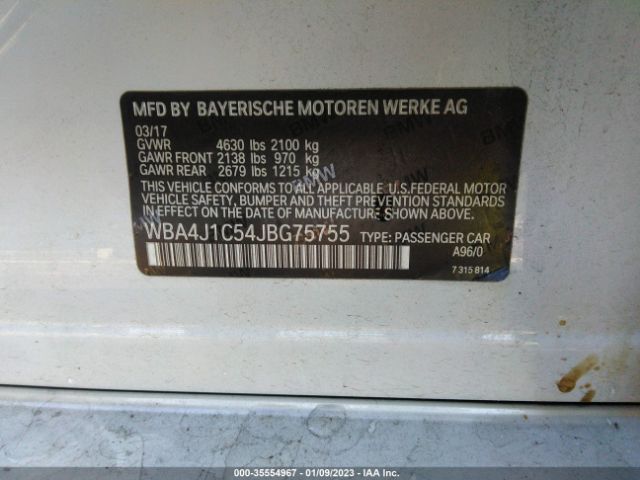 MFD BY BAYERISCHE MOTOREN WERKE AG
03/17
GVWR 4630 lbs 2100 kg
GAWR FRONT 2138 lbs 970 kg
GAWR REAR 2679 lbs 1215 kg
THIS VEHICLE CONFORMS TO ALL APPLICABLE U.S.FEDERAL MOTOR
VEHICLE SAFETY, BUMPER AND THEFT PREVENTION STANDARDS
IN EFFECT ON THE DATE OF MANUFACTURE SHOWN ABOVE.
WBA4J1C54JBG75755 TYPE: PASSENGER CAR
A96/0
7 315 814
000-35554967 - 01/09/2023 - IAA Inc.